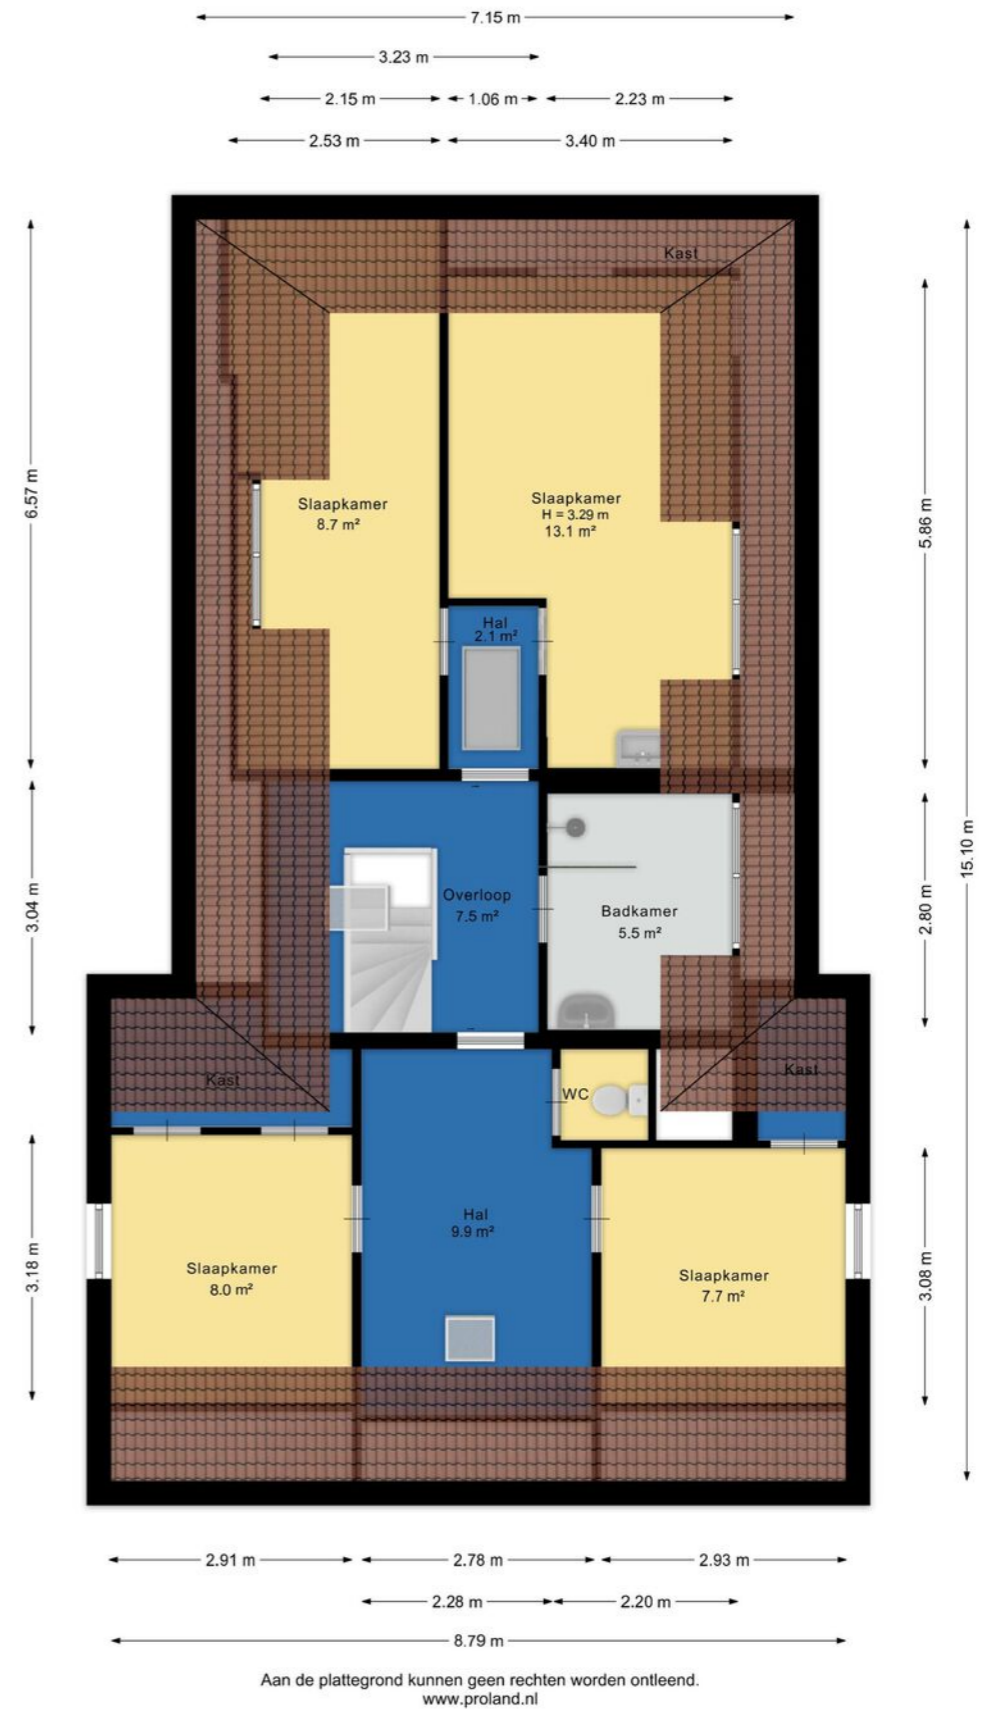 7.15 m
3.23 m
2.15 m
1.06 m
2.23 m
2.53 m
3.40 m
Kast
6.57 m
5.86 m
15.10 m
Slaapkamer
8.7 m²
Slaapkamer
H = 3.29 m
13.1 m²
Hal
2.1 m²
3.04 m
2.80 m
Overloop
7.5 m²
Badkamer
5.5 m²
Kast
Kast
WC
3.18 m
3.08 m
Hal
9.9 m²
Slaapkamer
8.0 m²
Slaapkamer
7.7 m²
2.91 m
2.78 m
2.93 m
2.28 m
2.20 m
8.79 m
Aan de plattegrond kunnen geen rechten worden ontleend.
www.proland.nl